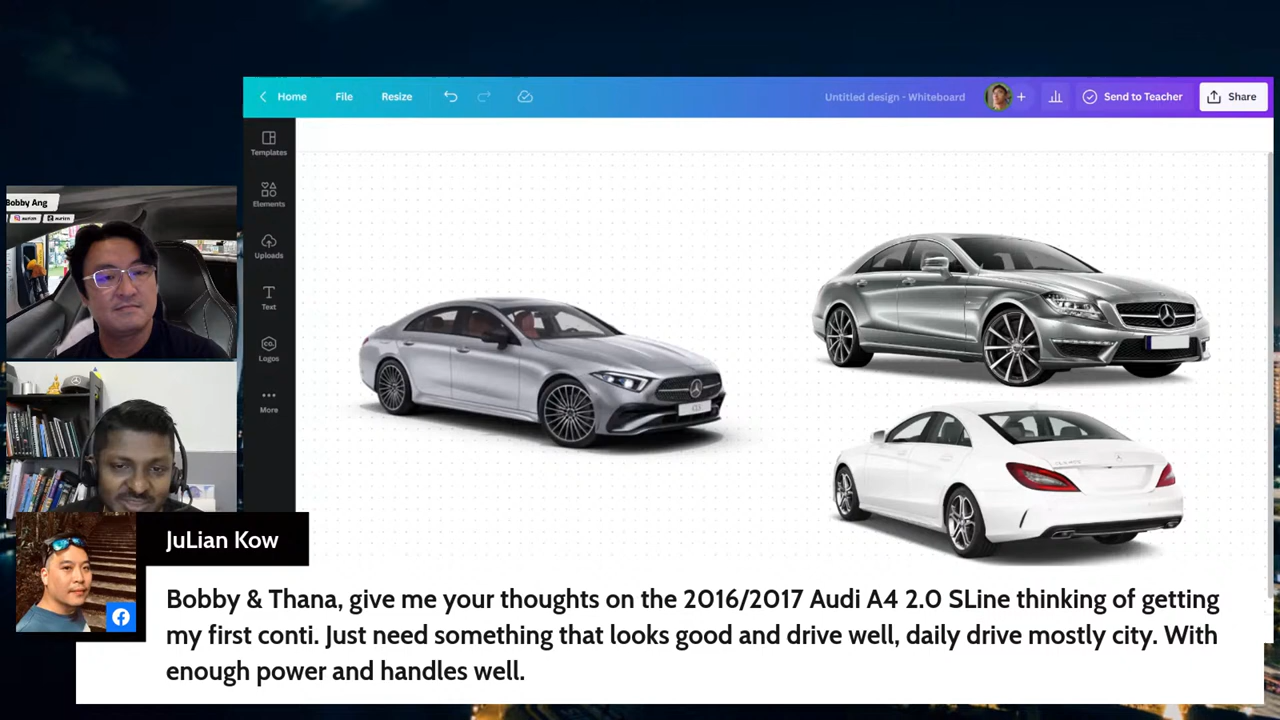 Home File Resize Untitled design - Whiteboard + Send to Teacher Share
Templates
Elements
Uploads
Text
CO.
Logos
More
Bobby Ang
JuLian Kow
Bobby & Thana, give me your thoughts on the 2016/2017 Audi A4 2.0 SLine thinking of getting
my first conti. Just need something that looks good and drive well, daily drive mostly city. With
enough power and handles well.